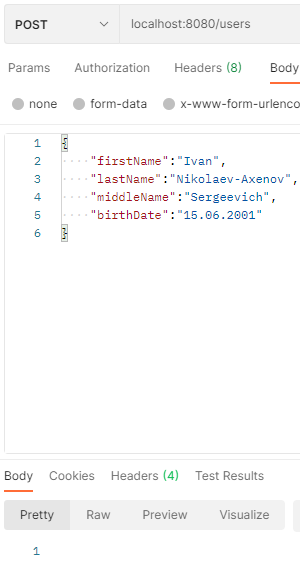 POST localhost:8080/users
Params Authorization Headers (8) Body
none form-data x-www-form-urlenco
1 {
2 "firstName":"Ivan",
3 "lastName":"Nikolaev-Axenov",
4 "middleName":"Sergeevich",
5 "birthDate":"15.06.2001"
6 }
Body Cookies Headers (4) Test Results
Pretty Raw Preview Visualize
1